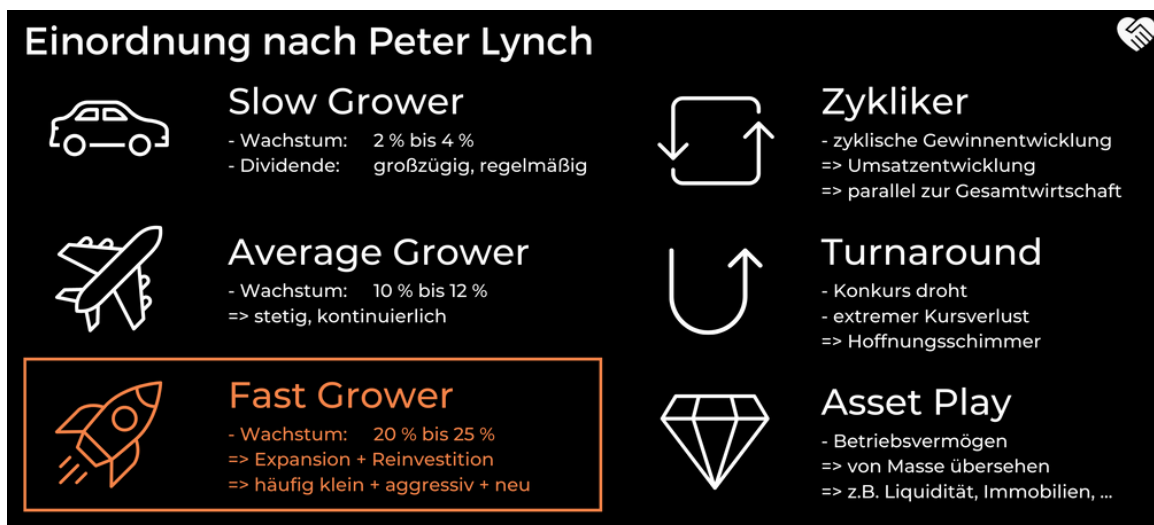 Einordnung nach Peter Lynch
Slow Grower
- Wachstum: 2 % bis 4 %
- Dividende: großzügig, regelmäßig
Average Grower
- Wachstum: 10 % bis 12 %
=> stetig, kontinuierlich
Fast Grower
- Wachstum: 20 % bis 25 %
=> Expansion + Reinvestition
=> häufig klein + aggressiv + neu
Zykliker
- zyklische Gewinnentwicklung
=> Umsatzentwicklung
=> parallel zur Gesamtwirtschaft
Turnaround
- Konkurs droht
- extremer Kursverlust
=> Hoffnungsschimmer
Asset Play
- Betriebsvermögen
=> von Masse übersehen
=> z.B. Liquidität, Immobilien, ...